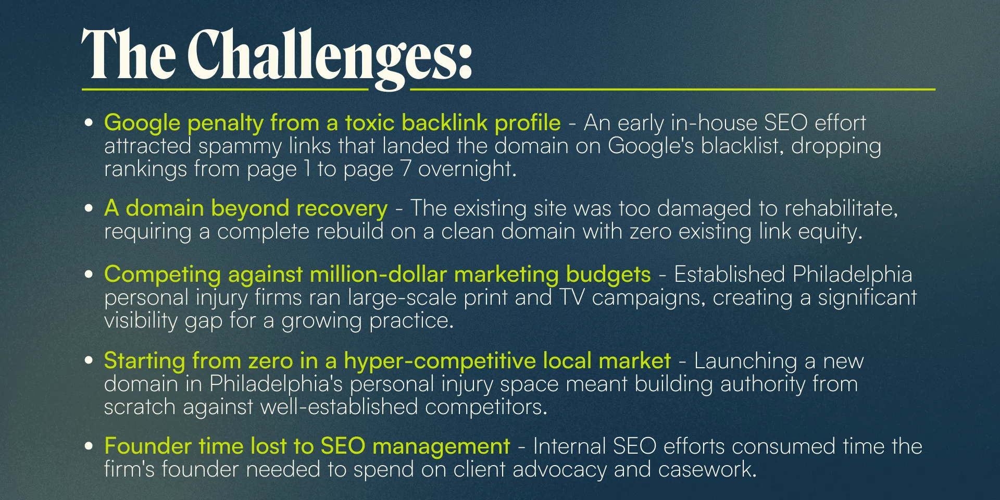 The Challenges:
• Google penalty from a toxic backlink profile - An early in-house SEO effort
attracted spammy links that landed the domain on Google's blacklist, dropping
rankings from page 1 to page 7 overnight.
• A domain beyond recovery - The existing site was too damaged to rehabilitate,
requiring a complete rebuild on a clean domain with zero existing link equity.
• Competing against million-dollar marketing budgets - Established Philadelphia
personal injury firms ran large-scale print and TV campaigns, creating a significant
visibility gap for a growing practice.
• Starting from zero in a hyper-competitive local market - Launching a new
domain in Philadelphia's personal injury space meant building authority from
scratch against well-established competitors.
• Founder time lost to SEO management - Internal SEO efforts consumed time the
firm's founder needed to spend on client advocacy and casework.